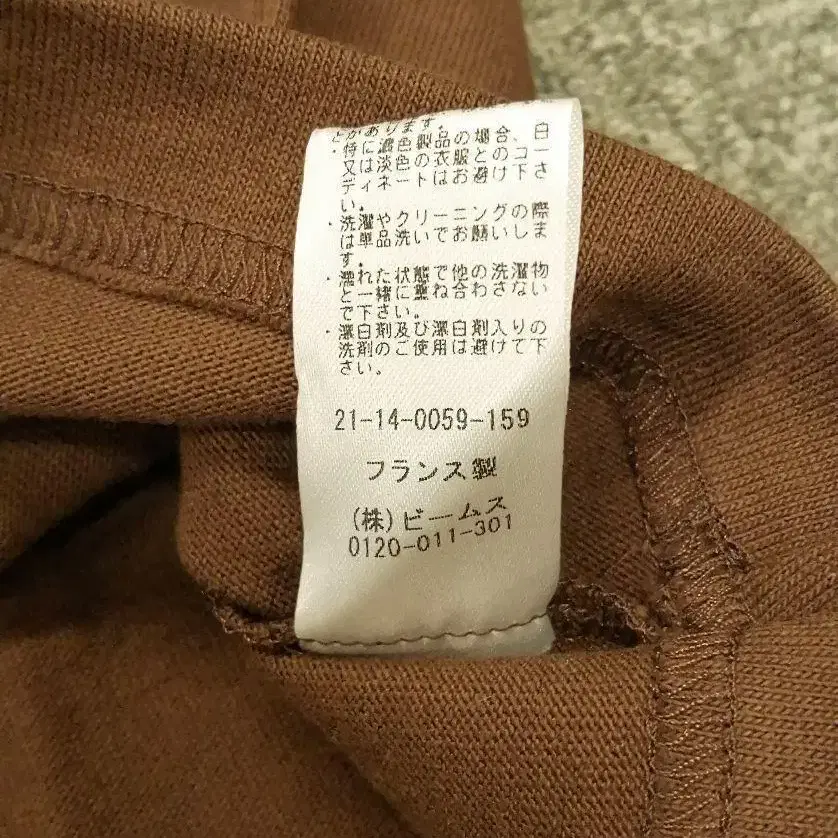 とがあります。
・特に濃色製品の場合、白
又は淡色の衣服とのコー
ディネートはお避け下さ
い。
・洗濯やクリーニングの際
は単品洗いでお願いしま
す。
・濡れた状態で他の洗濯物
と一緒に重ね合わさない
で下さい。
・漂白剤及び漂白剤入りの
洗剤のご使用は避けて下
さい。
21-14-0059-159
フランス製
(株)ビームス
0120-011-301